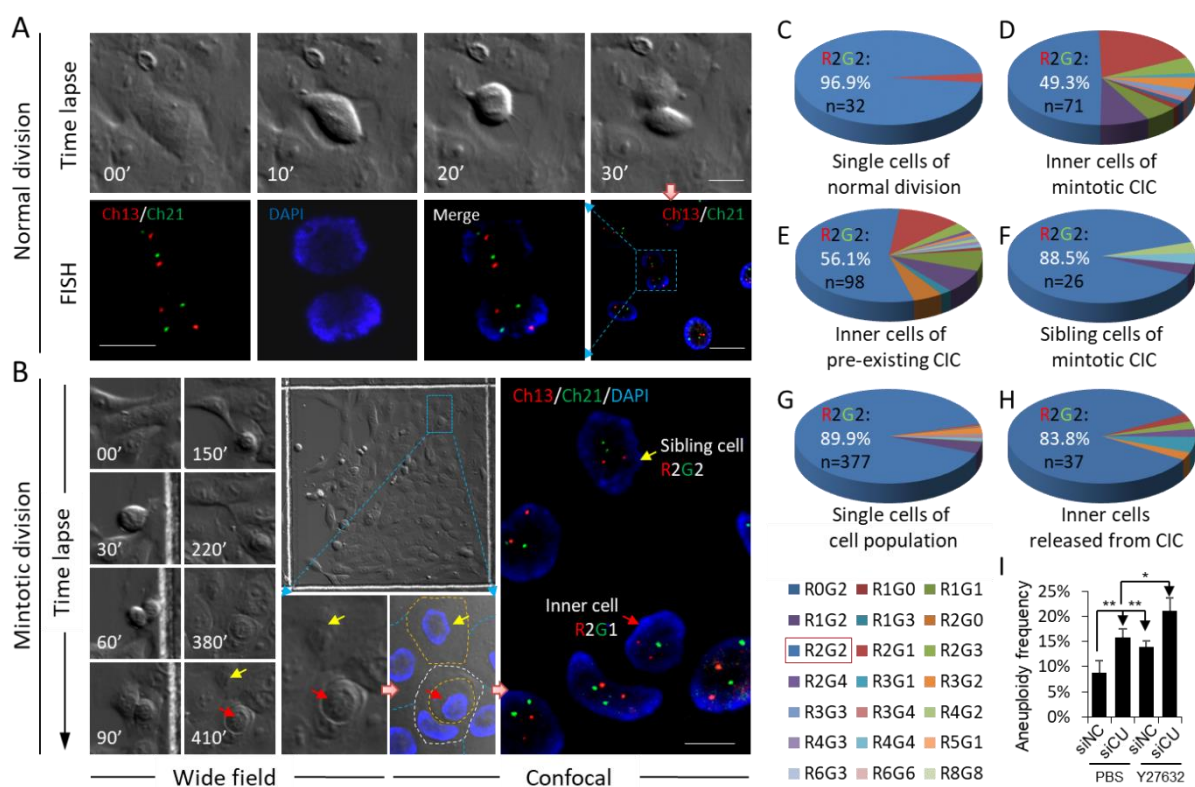 A
Normal division
Time lapse
00’
10’
20’
30’
FISH
Ch13/Ch21
DAPI
Merge
Ch13/Ch21
B
Mintotic division
Time lapse
00’
150’
30’
220’
60’
380’
90’
410’
Ch13/Ch21/DAPI
Sibling cell
R2G2
Inner cell
R2G1
Wide field
Confocal
C
R2G2:
96.9%
n=32
Single cells of
normal division
D
R2G2:
49.3%
n=71
Inner cells of
mintotic CIC
E
R2G2:
56.1%
n=98
Inner cells of
pre-existing CIC
F
R2G2:
88.5%
n=26
Sibling cells of
mintotic CIC
G
R2G2:
89.9%
n=377
Single cells of
cell population
H
R2G2:
83.8%
n=37
Inner cells
released from CIC
R0G2 R1G0 R1G1
R1G2 R1G3 R2G0
R2G2 R2G1 R2G3
R2G4 R3G1 R3G2
R3G3 R3G4 R4G2
R4G3 R4G4 R5G1
R6G3 R6G6 R8G8
I
Aneuploidy frequency
25%
20%
15%
10%
5%
0%
** **
*
siNC siCU siNC siCU
PBS Y27632